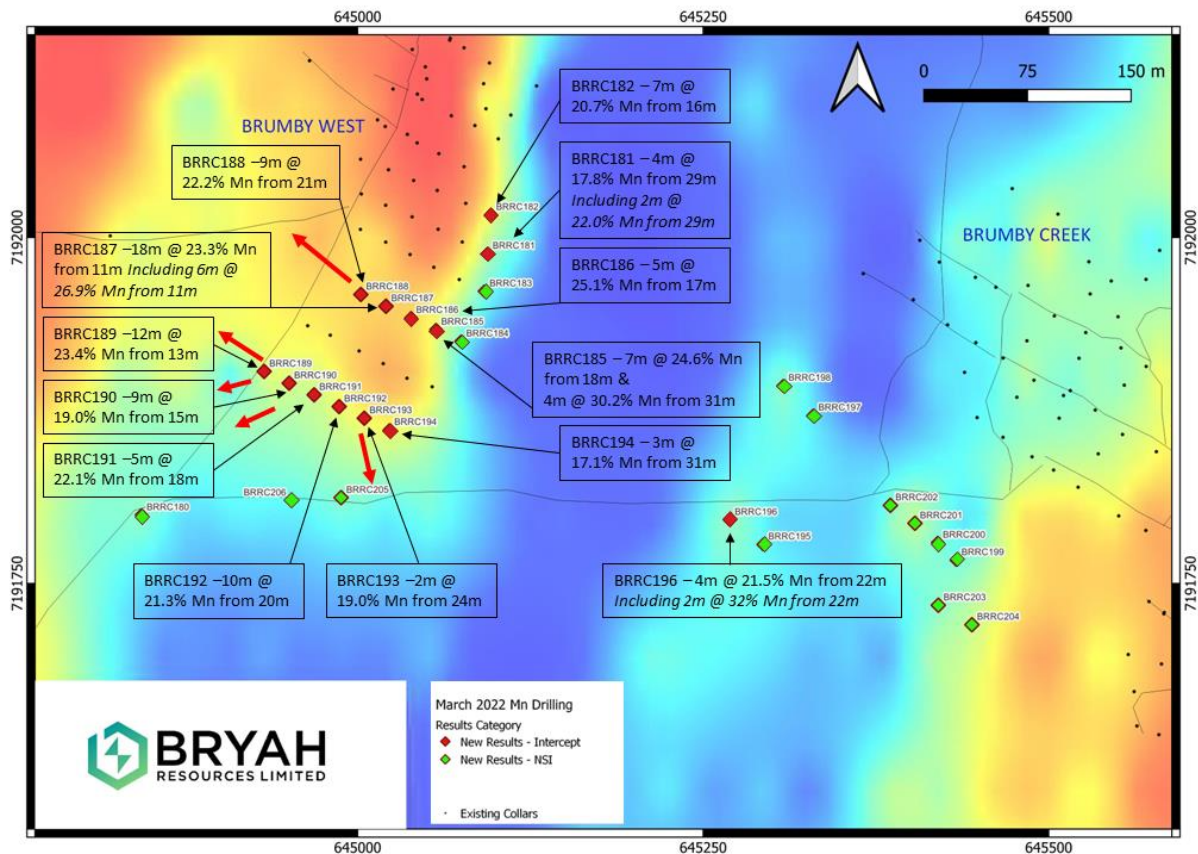 645000
645250
645500
7192000
7191750
7192000
7191750
0 75 150 m
BRUMBY WEST
BRUMBY CREEK
BRRC182 – 7m @
20.7% Mn from 16m
BRRC181 – 4m @
17.8% Mn from 29m
Including 2m @
22.0% Mn from 29m
BRRC188 –9m @
22.2% Mn from 21m
BRRC187 –18m @ 23.3% Mn
from 11m Including 6m @
26.9% Mn from 11m
BRRC186 –5m @
25.1% Mn from 17m
BRRC189 –12m @
23.4% Mn from 13m
BRRC185 – 7m @ 24.6% Mn
from 18m &
4m @ 30.2% Mn from 31m
BRRC190 –9m @
19.0% Mn from 15m
BRRC194 –3m @
17.1% Mn from 31m
BRRC191 –5m @
22.1% Mn from 18m
BRRC192 –10m @
21.3% Mn from 20m
BRRC193 –2m @
19.0% Mn from 24m
BRRC196 – 4m @ 21.5% Mn from 22m
Including 2m @ 32% Mn from 22m
BRRC182
BRRC181
BRRC183
BRRC188
BRRC187
BRRC186
BRRC185
BRRC184
BRRC189
BRRC190
BRRC191
BRRC192
BRRC193
BRRC194
BRRC198
BRRC197
BRRC206
BRRC205
BRRC180
BRRC196
BRRC195
BRRC202
BRRC201
BRRC200
BRRC199
BRRC203
BRRC204
BRYAH
RESOURCES LIMITED
March 2022 Mn Drilling
Results Category
New Results - Intercept
New Results - NSI
Existing Collars
645000
645250
645500